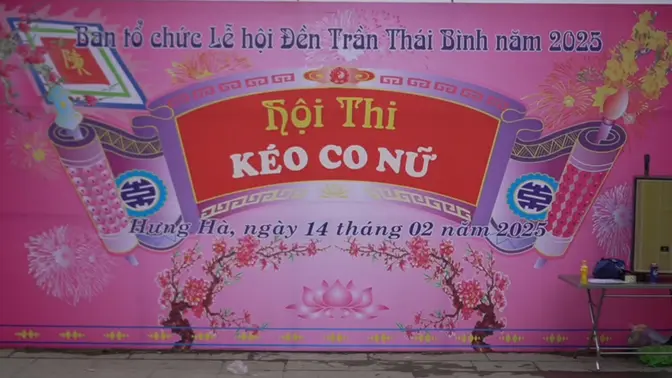 Ban tổ chức Lễ hội Đền Trần Thái Bình năm 2025
Hội Thi
KÉO CO NỮ
Hưng Hà, ngày 14 tháng 02 năm 2025
陳